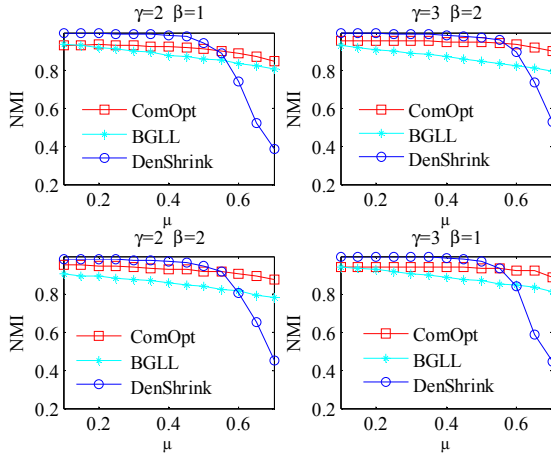 γ=2 β=1
NMI
0.8
0.6
0.4
0.2
ComOpt
BGLL
DenShrink
0.2 0.4 0.6
μ
γ=3 β=2
NMI
0.8
0.6
0.4
0.2
ComOpt
BGLL
DenShrink
0.2 0.4 0.6
μ
γ=2 β=2
NMI
0.8
0.6
0.4
0.2
ComOpt
BGLL
DenShrink
0.2 0.4 0.6
μ
γ=3 β=1
NMI
0.8
0.6
0.4
0.2
ComOpt
BGLL
DenShrink
0.2 0.4 0.6
μ